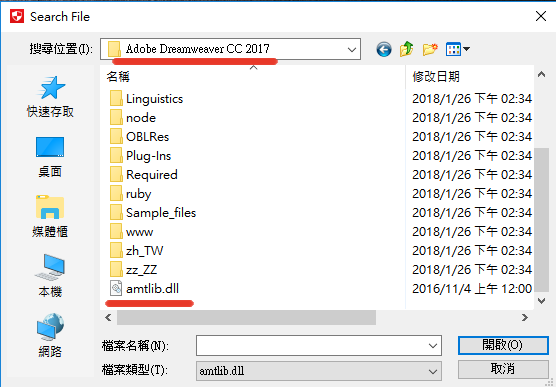 Search File
搜尋位置(I):
Adobe Dreamweaver CC 2017
名稱
修改日期
Linguistics
2018/1/26 下午 02:34
node
2018/1/26 下午 02:34
OBLRes
2018/1/26 下午 02:34
Plug-Ins
2018/1/26 下午 02:34
Required
2018/1/26 下午 02:34
ruby
2018/1/26 下午 02:34
Sample_files
2018/1/26 下午 02:34
www
2018/1/26 下午 02:34
zh_TW
2018/1/26 下午 02:34
zz_ZZ
2018/1/26 下午 02:34
amtlib.dll
2016/11/4 上午 12:00
快速存取
桌面
媒體櫃
本機
網路
檔案名稱(N):
開啟(O)
檔案類型(T):
amtlib.dll
取消